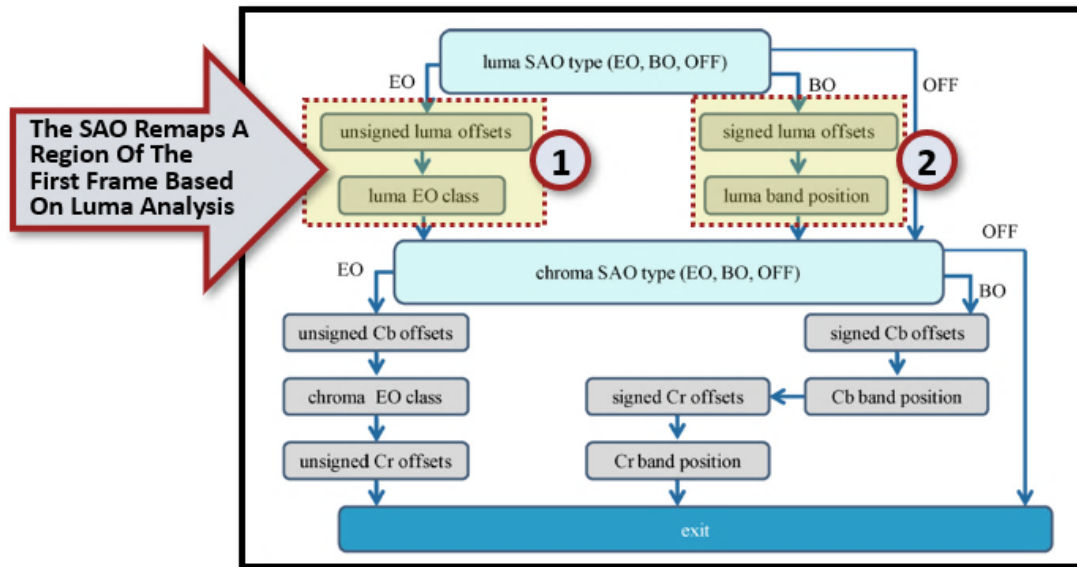 The SAO Remaps A
Region Of The
First Frame Based
On Luma Analysis
luma SAO type (EO, BO, OFF)
EO
BO
OFF
unsigned luma offsets
signed luma offsets
1
2
luma EO class
luma band position
OFF
EO
chroma SAO type (EO, BO, OFF)
BO
unsigned Cb offsets
signed Cb offsets
chroma EO class
signed Cr offsets
Cb band position
unsigned Cr offsets
Cr band position
exit